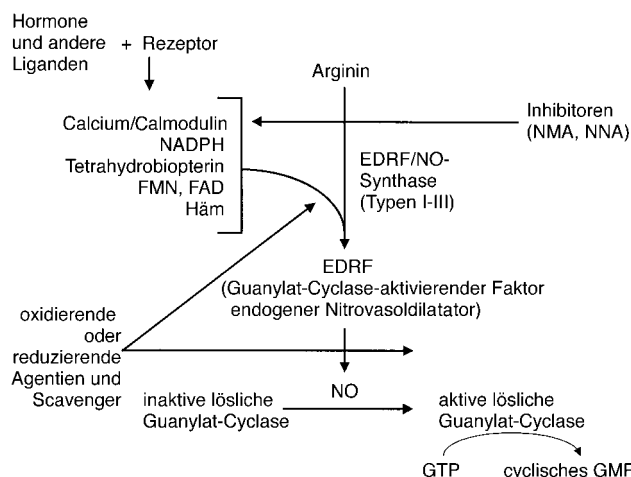 Hormone
und andere + Rezeptor
Liganden
Arginin
Calcium/Calmodulin
NADPH
Tetrahydrobiopterin
FMN, FAD
Häm
Inhibitoren
(NMA, NNA)
EDRF/NO-
Synthase
(Typen I-III)
EDRF
(Guanylat-Cyclase-aktivierender Faktor
endogener Nitrovasoldilatator)
oxidierende
oder
reduzierende
Agentien und
Scavenger
NO
inaktive lösliche
Guanylat-Cyclase
aktive lösliche
Guanylat-Cyclase
GTP cyclisches GMP